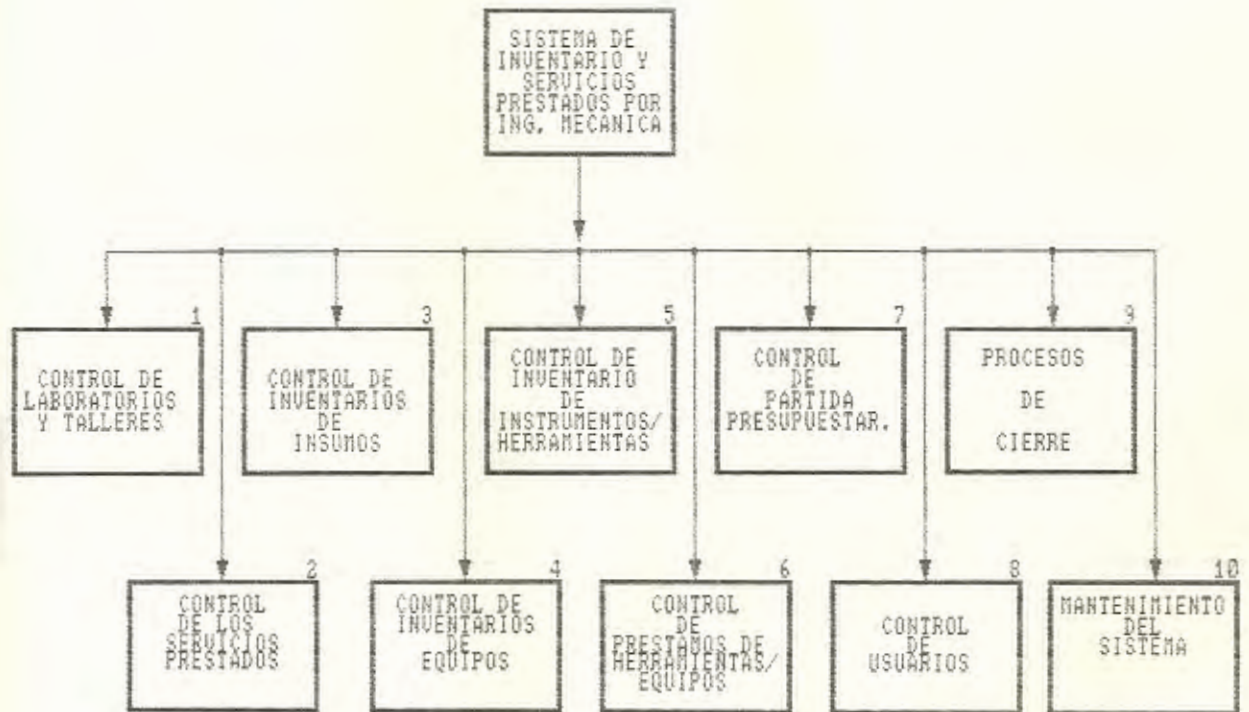 SISTEMA DE
INVENTARIO Y
SERVICIOS
PRESTADOS POR
ING. MECANICA
1
CONTROL DE
LABORATORIOS
Y TALLERES
3
CONTROL DE
INVENTARIOS
DE
INSUMOS
5
CONTROL DE
INVENTARIO
DE
INSTRUMENTOS/
HERRAMIENTAS
7
CONTROL
DE
PARTIDA
PRESUPUESTAR.
9
PROCESOS
DE
CIERRE
2
CONTROL
DE LOS
SERVICIOS
PRESTADOS
4
CONTROL DE
INVENTARIOS
DE
EQUIPOS
6
CONTROL
DE
PRESTAMOS DE
HERRAMIENTAS/
EQUIPOS
8
CONTROL
DE
USUARIOS
10
MANTENIMIENTO
DEL
SISTEMA